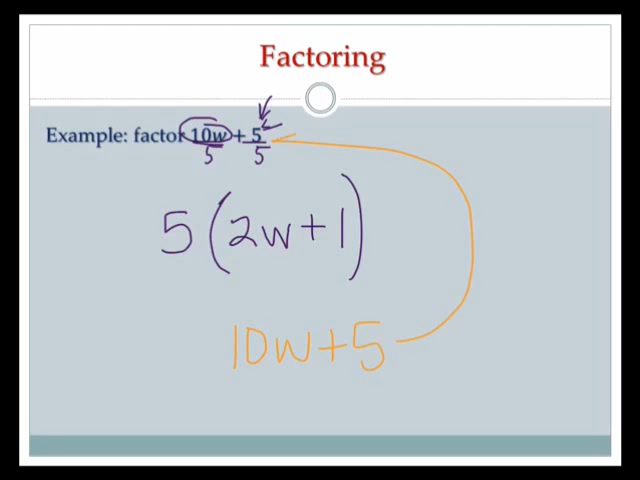 Factoring
Example: factor 10w + 5
5 5
5(2w+1)
10w+5